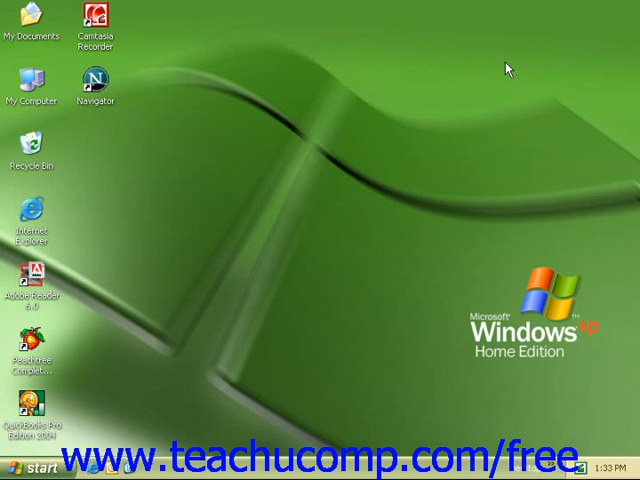 My Documents
Camtasia
Recorder
My Computer
Navigator
Recycle Bin
Internet
Explorer
Adobe Reader
6.0
Peachtree
Complet...
QuickBooks Pro
Edition 2004
Microsoft®
Windows xp
Home Edition
www.teachucomp.com/free
start
1:33 PM